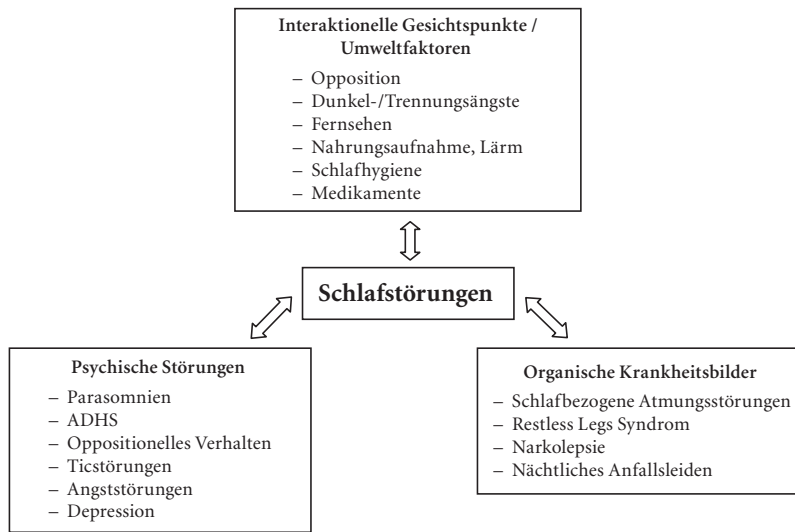 Interaktionelle Gesichtspunkte /
Umweltfaktoren
– Opposition
– Dunkel-/Trennungsängste
– Fernsehen
– Nahrungsaufnahme, Lärm
– Schlafhygiene
– Medikamente
Schlafstörungen
Psychische Störungen
– Parasomnien
– ADHS
– Oppositionelles Verhalten
– Ticstörungen
– Angststörungen
– Depression
Organische Krankheitsbilder
– Schlafbezogene Atmungsstörungen
– Restless Legs Syndrom
– Narkolepsie
– Nächtliches Anfallsleiden